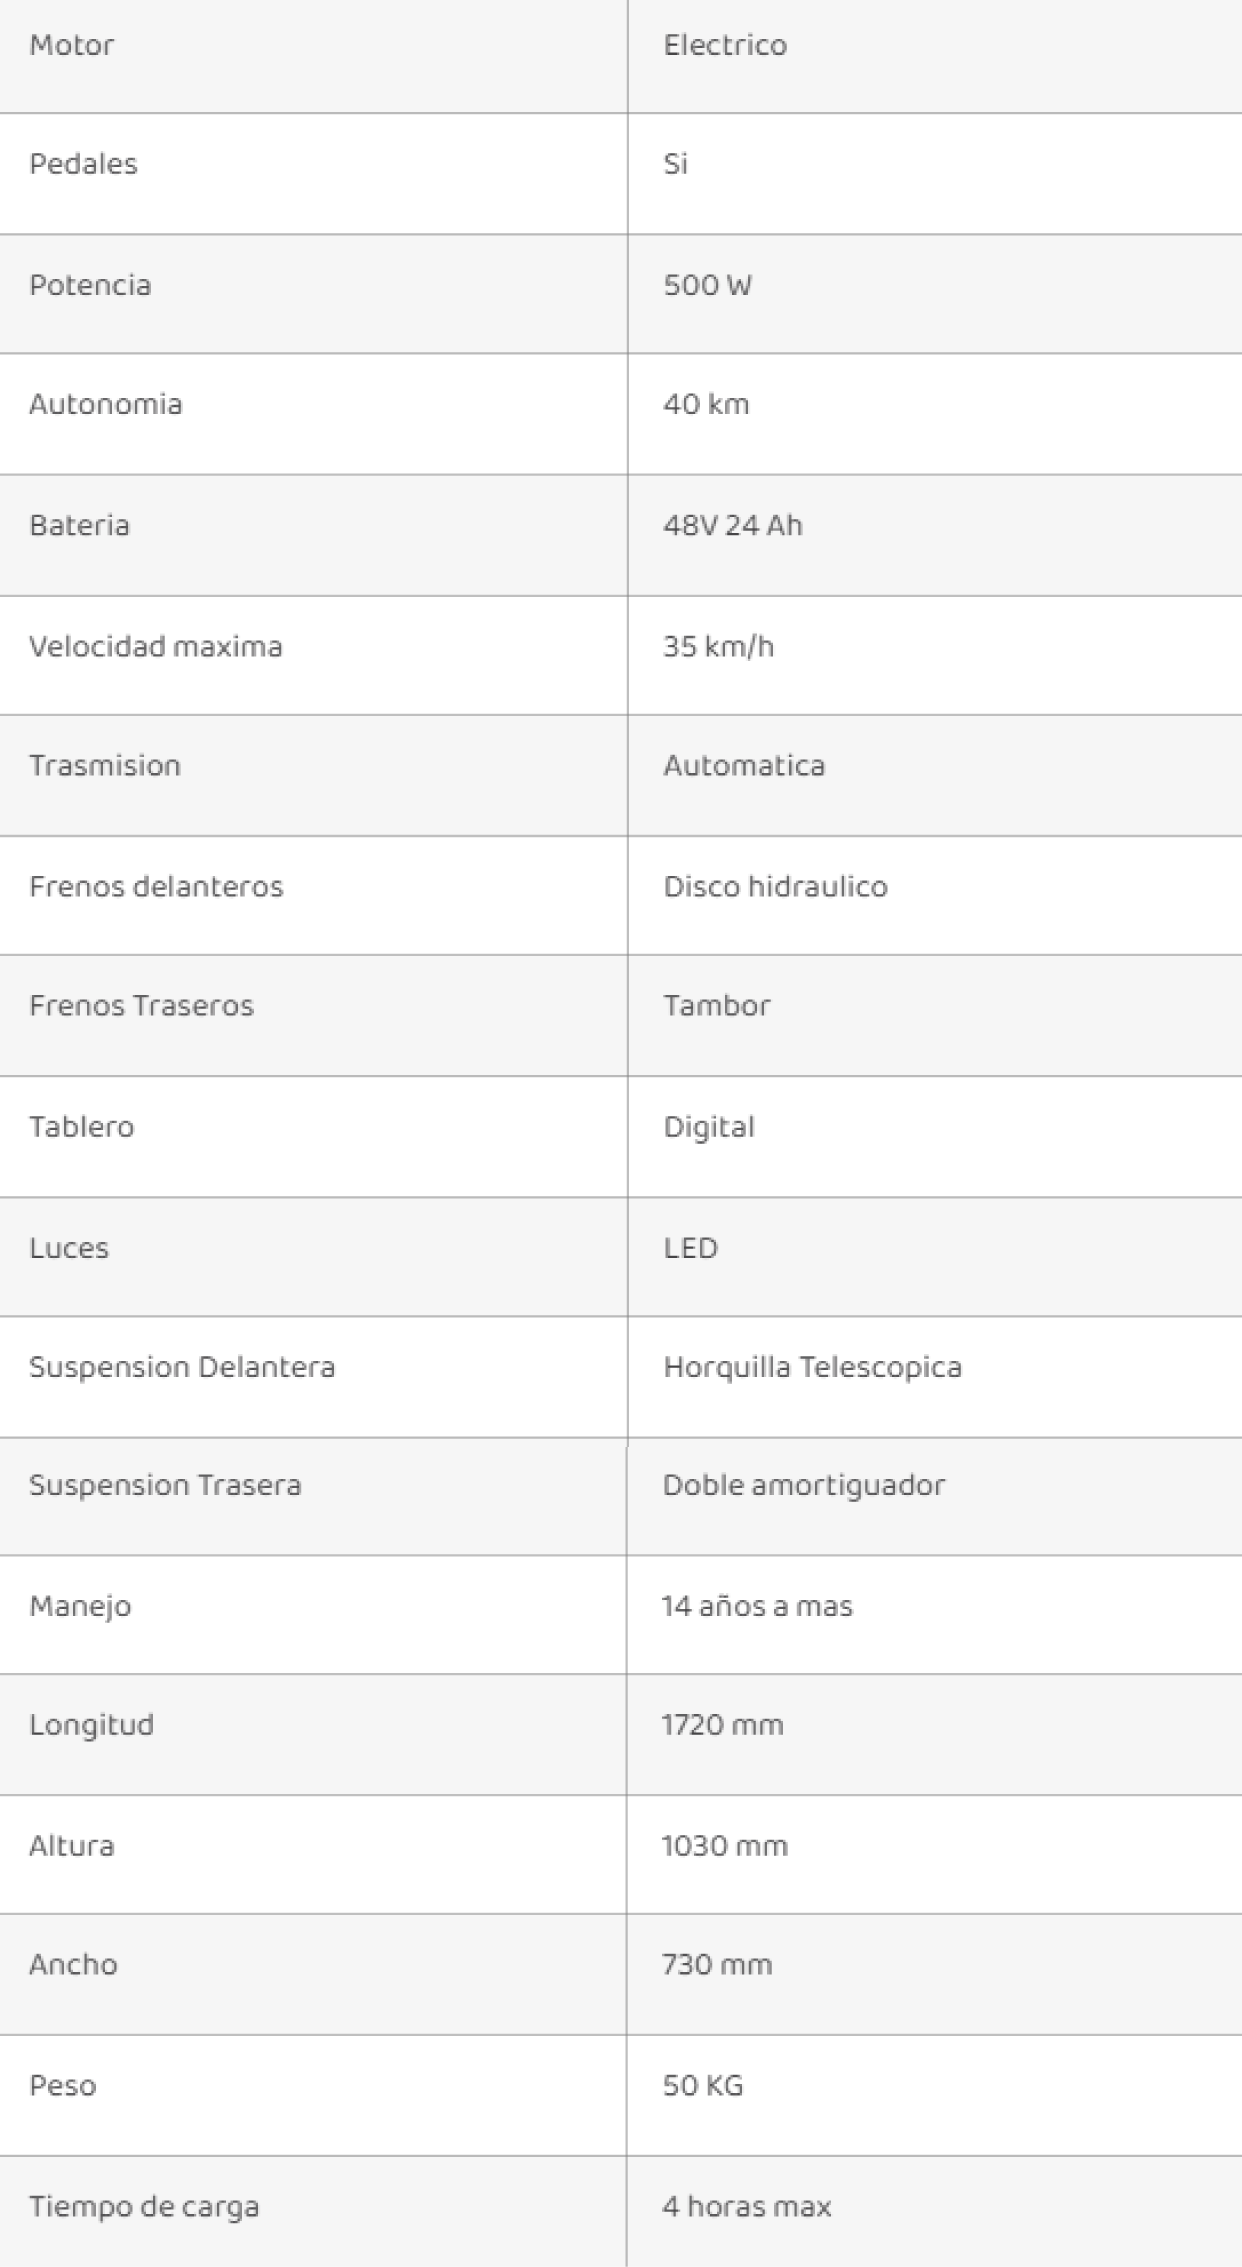 Motor Electrico
Pedales Si
Potencia 500 W
Autonomia 40 km
Bateria 48V 24 Ah
Velocidad maxima 35 km/h
Trasmision Automatica
Frenos delanteros Disco hidraulico
Frenos Traseros Tambor
Tablero Digital
Luces LED
Suspension Delantera Horquilla Telescopica
Suspension Trasera Doble amortiguador
Manejo 14 años a mas
Longitud 1720 mm
Altura 1030 mm
Ancho 730 mm
Peso 50 KG
Tiempo de carga 4 horas max